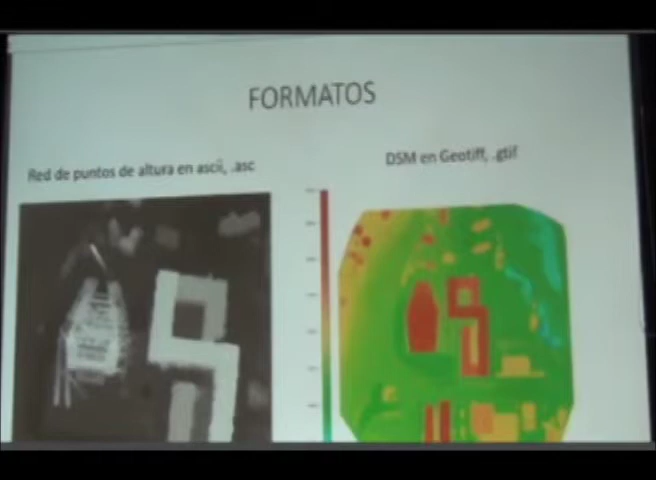 FORMATOS
Red de puntos de altura en ascii, .asc
DSM en Geotiff, .gtif